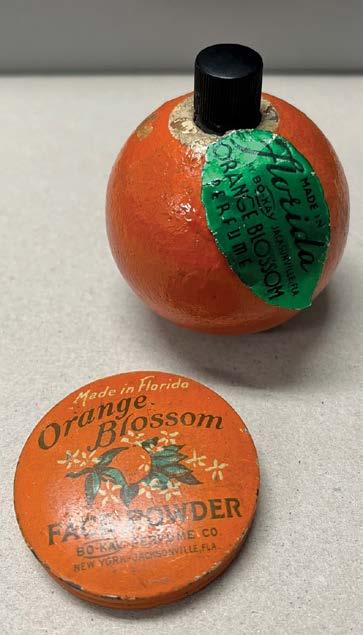 MADE IN
Florida
ORANGE BLOSSOM
BO-KAY JACKSONVILLE, FLA
PERFUME
Made in Florida
Orange
Blossom
FACE POWDER
BO-KAY PERFUME CO.
NEW YORK-JACKSONVILLE, FLA.